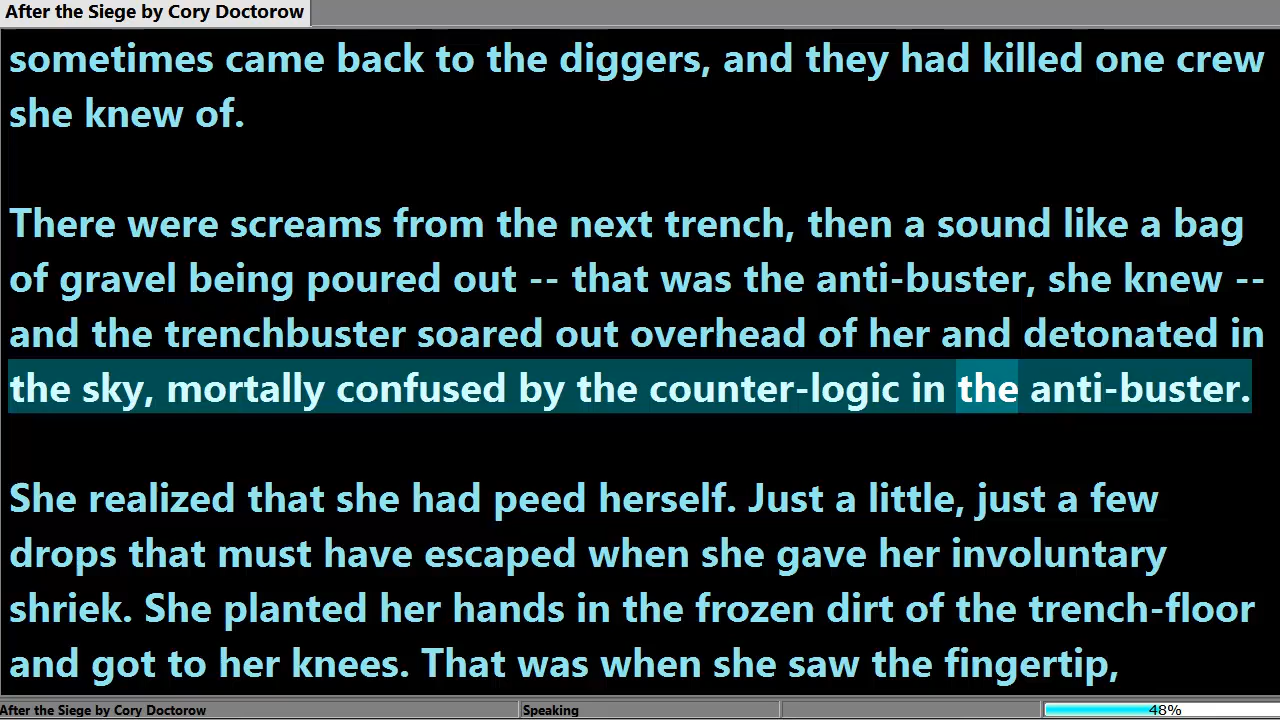 After the Siege by Cory Doctorow
sometimes came back to the diggers, and they had killed one crew
she knew of.
There were screams from the next trench, then a sound like a bag
of gravel being poured out -- that was the anti-buster, she knew --
and the trenchbuster soared out overhead of her and detonated in
the sky, mortally confused by the counter-logic in the anti-buster.
She realized that she had peed herself. Just a little, just a few
drops that must have escaped when she gave her involuntary
shriek. She planted her hands in the frozen dirt of the trench-floor
and got to her knees. That was when she saw the fingertip,
After the Siege by Cory Doctorow Speaking 48%